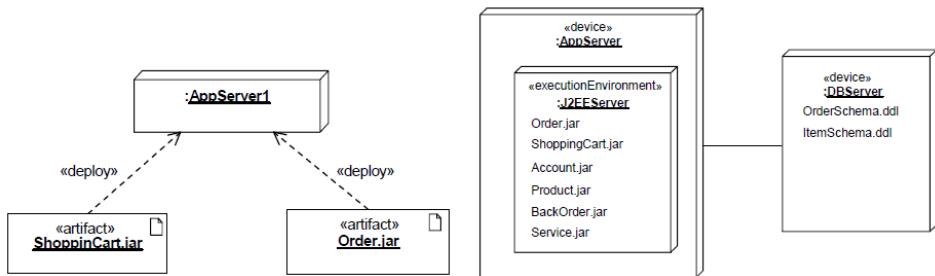 :AppServer1
«deploy»
«deploy»
«artifact»
ShoppinCart.jar
«artifact»
Order.jar
«device»
:AppServer
«executionEnvironment»
:J2EEServer
Order.jar
ShoppingCart.jar
Account.jar
Product.jar
BackOrder.jar
Service.jar
«device»
:DBServer
OrderSchema.ddl
ItemSchema.ddl